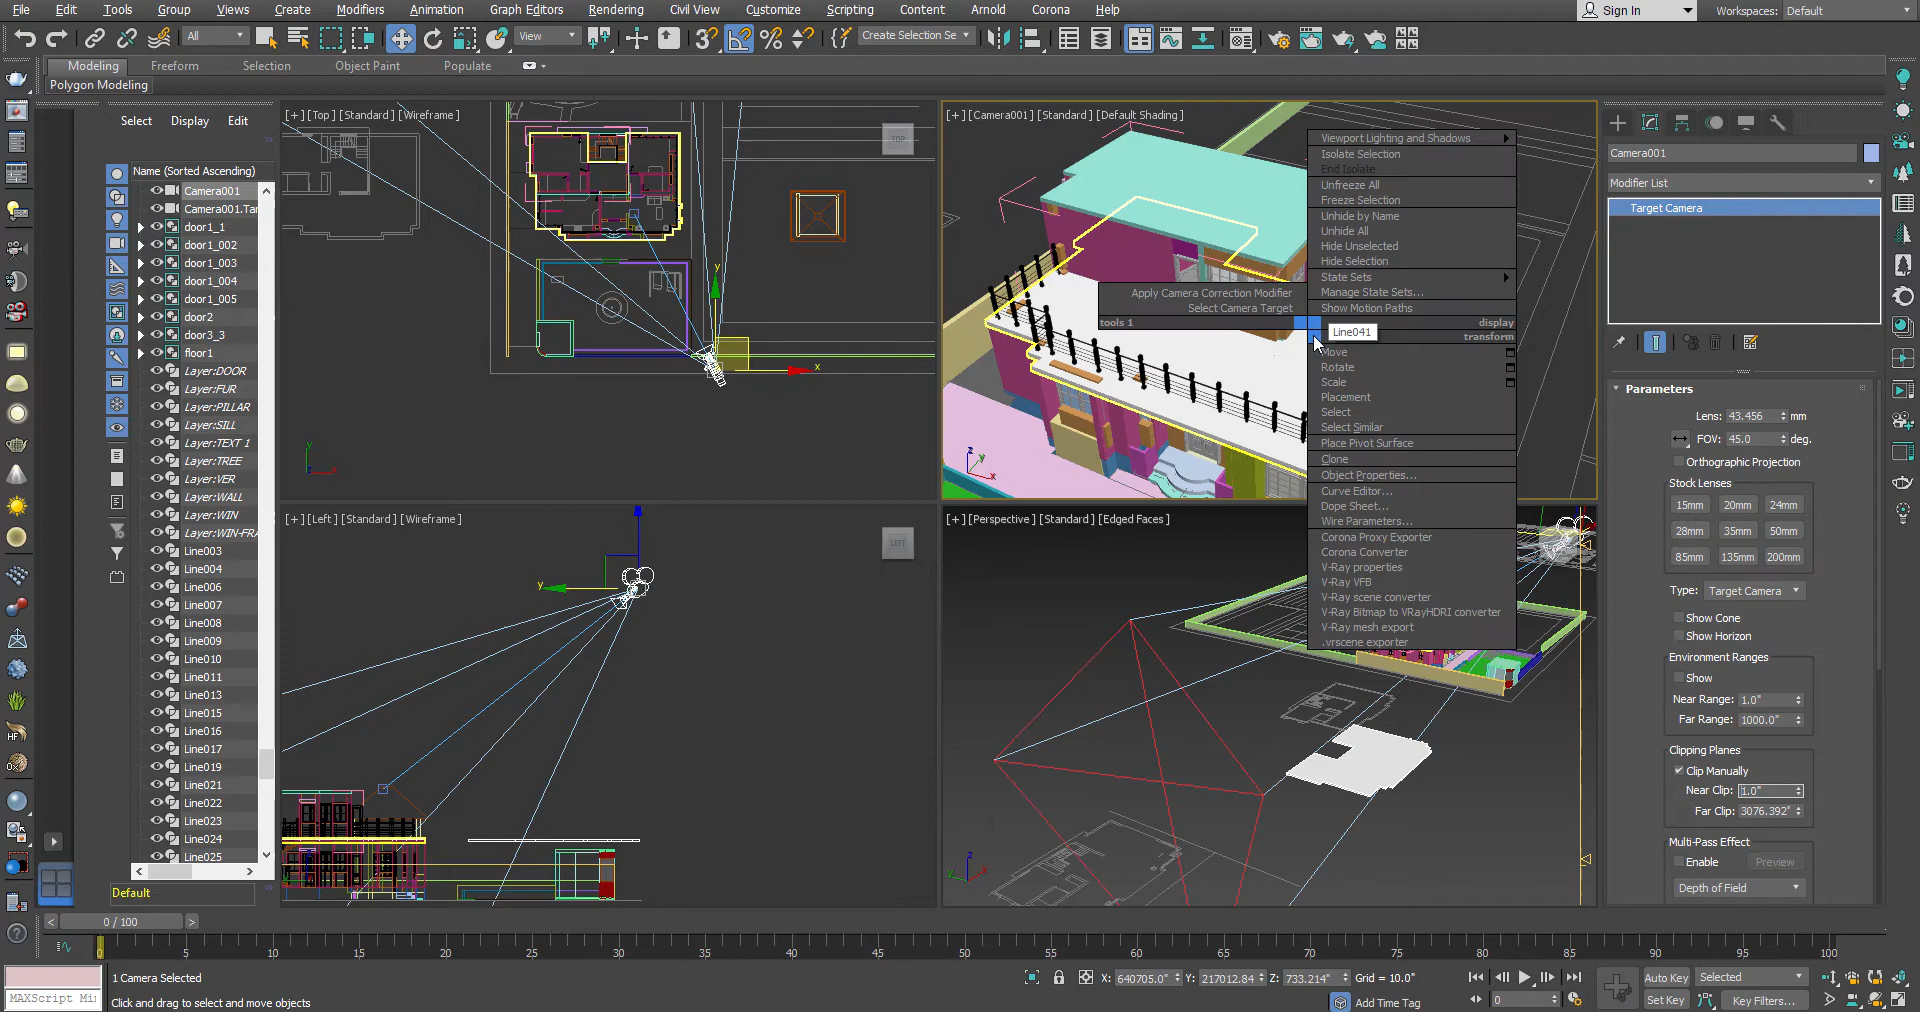 File Edit Tools Group Views Create Modifiers Animation Graph Editors Rendering Civil View Customize Scripting Content Arnold Corona Help
Sign In Workspaces: Default
All View Create Selection Se
Modeling Freeform Selection Object Paint Populate
Polygon Modeling
Select Display Edit
Name (Sorted Ascending)
Camera001
Camera001.Tar
door1_1
door1_002
door1_003
door1_004
door1_005
door2
door3_3
floor1
Layer:DOOR
Layer:FUR
Layer:PILLAR
Layer:SILL
Layer:TEXT 1
Layer:TREE
Layer:VER
Layer:WALL
Layer:WIN
Layer:WIN-FRA
Line003
Line004
Line006
Line007
Line008
Line009
Line010
Line011
Line013
Line015
Line016
Line017
Line019
Line021
Line022
Line023
Line024
Line025
Default
[+] [Top] [Standard] [Wireframe]
TOP
y
x
[+] [Camera001] [Standard] [Default Shading]
[+] [Left] [Standard] [Wireframe]
LEFT
y
[+] [Perspective] [Standard] [Edged Faces]
Viewport Lighting and Shadows
Isolate Selection
End Isolate
Unfreeze All
Freeze Selection
Unhide by Name
Unhide All
Hide Unselected
Hide Selection
State Sets
Manage State Sets...
Show Motion Paths
Apply Camera Correction Modifier
Select Camera Target
tools 1
display
transform
Line041
Move
Rotate
Scale
Placement
Select
Select Similar
Place Pivot Surface
Clone
Object Properties...
Curve Editor...
Dope Sheet...
Wire Parameters...
Corona Proxy Exporter
Corona Converter
V-Ray properties
V-Ray VFB
V-Ray scene converter
V-Ray Bitmap to VRayHDRI converter
V-Ray mesh export
.vrscene exporter
Camera001
Modifier List
Target Camera
Parameters
Lens: 43.456 mm
FOV: 45.0 deg.
Orthographic Projection
Stock Lenses
15mm 20mm 24mm
28mm 35mm 50mm
85mm 135mm 200mm
Type: Target Camera
Show Cone
Show Horizon
Environment Ranges
Show
Near Range: 1.0"
Far Range: 1000.0"
Clipping Planes
Clip Manually
Near Clip: 1.0"
Far Clip: 3076.392"
Multi-Pass Effect
Enable Preview
Depth of Field
0 / 100
0 5 10 15 20 25 30 35 40 45 50 55 60 65 70 75 80 85 90 95 100
1 Camera Selected
X: 640705.0" Y: 217012.84 Z: 733.214" Grid = 10.0"
Auto Key Selected
MAXScript Mi
Click and drag to select and move objects
Add Time Tag
0
Set Key Key Filters...